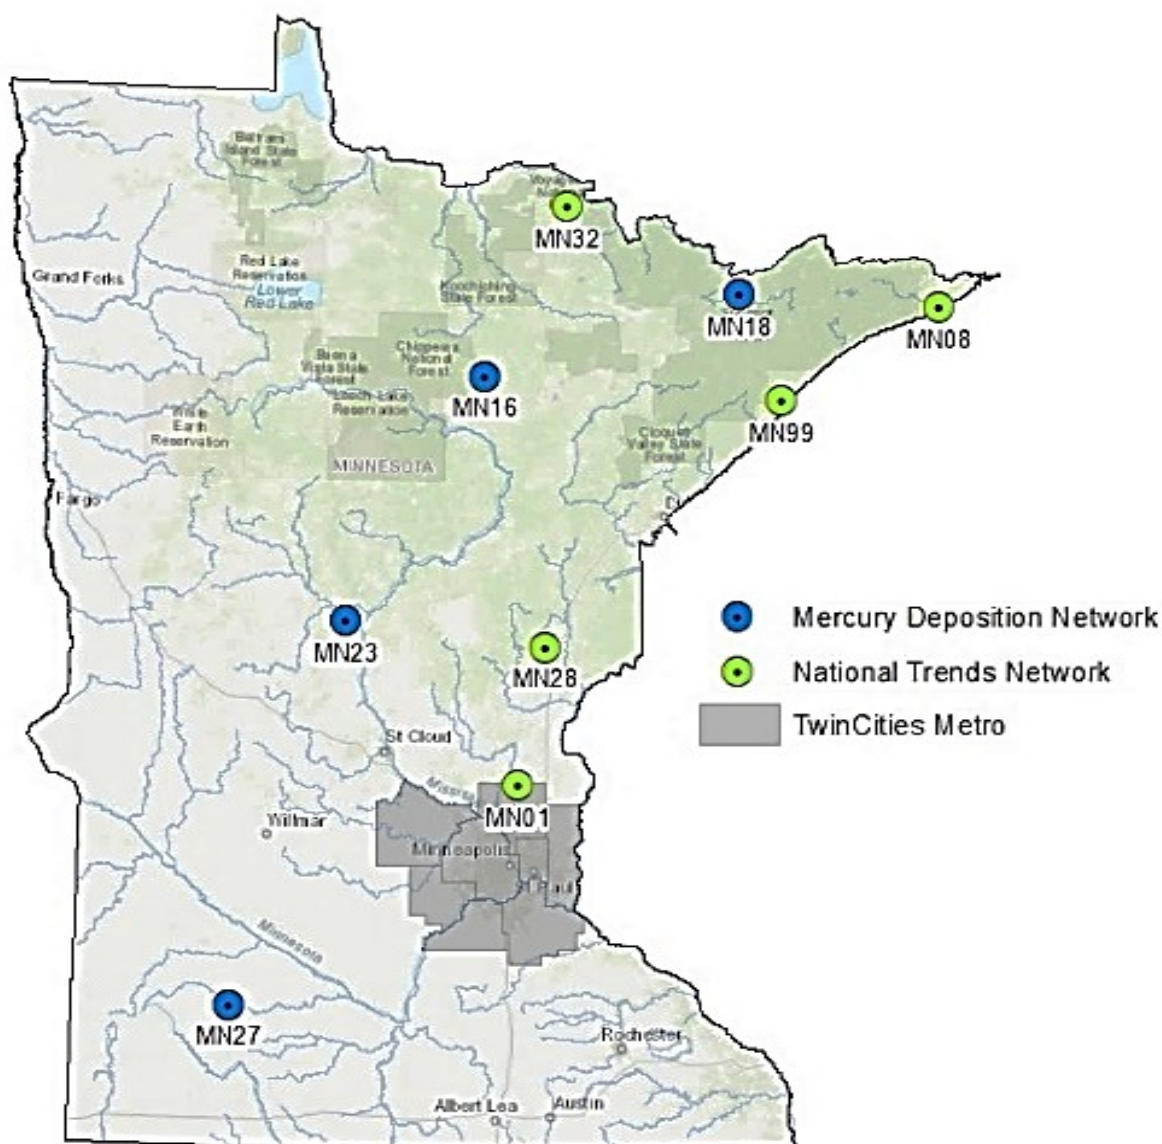 Beltrami
Island State
Forest
MN32
Red Lake
Reservation
Lower
Red Lake
Grand Forks
Koochiching
State Forest
MN18
MN08
Chippewa
National
Forest
Buena
Vista State
Forest
MN16
Leech Lake
Reservation
White
Earth
Reservation
MN99
Cloquet
Valley State
Forest
MINNESOTA
Fargo
MN23
MN28
Mercury Deposition Network
National Trends Network
TwinCities Metro
St Cloud
MN01
Willmar
Minneapolis
St Paul
Minnesota
MN27
Rochester
Albert Lea
Austin